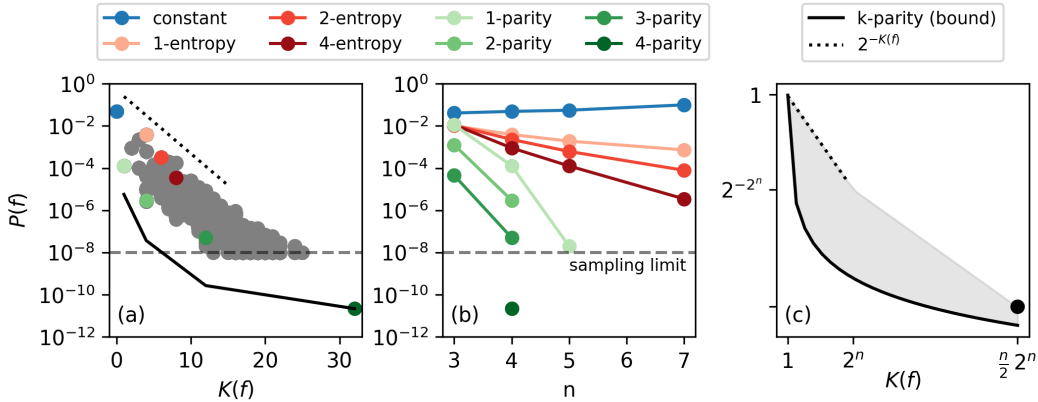 constant 2-entropy 1-parity 3-parity
1-entropy 4-entropy 2-parity 4-parity
k-parity (bound)
2^{-K(f)}
P(f)
10^0
10^{-2}
10^{-4}
10^{-6}
10^{-8}
10^{-10}
10^{-12}
(a)
0 10 20 30
K(f)
10^0
10^{-2}
10^{-4}
10^{-6}
10^{-8}
10^{-10}
10^{-12}
sampling limit
(b)
3 4 5 6 7
n
1
2^{-2^n}
(c)
1 2^n \frac{n}{2} 2^n
K(f)